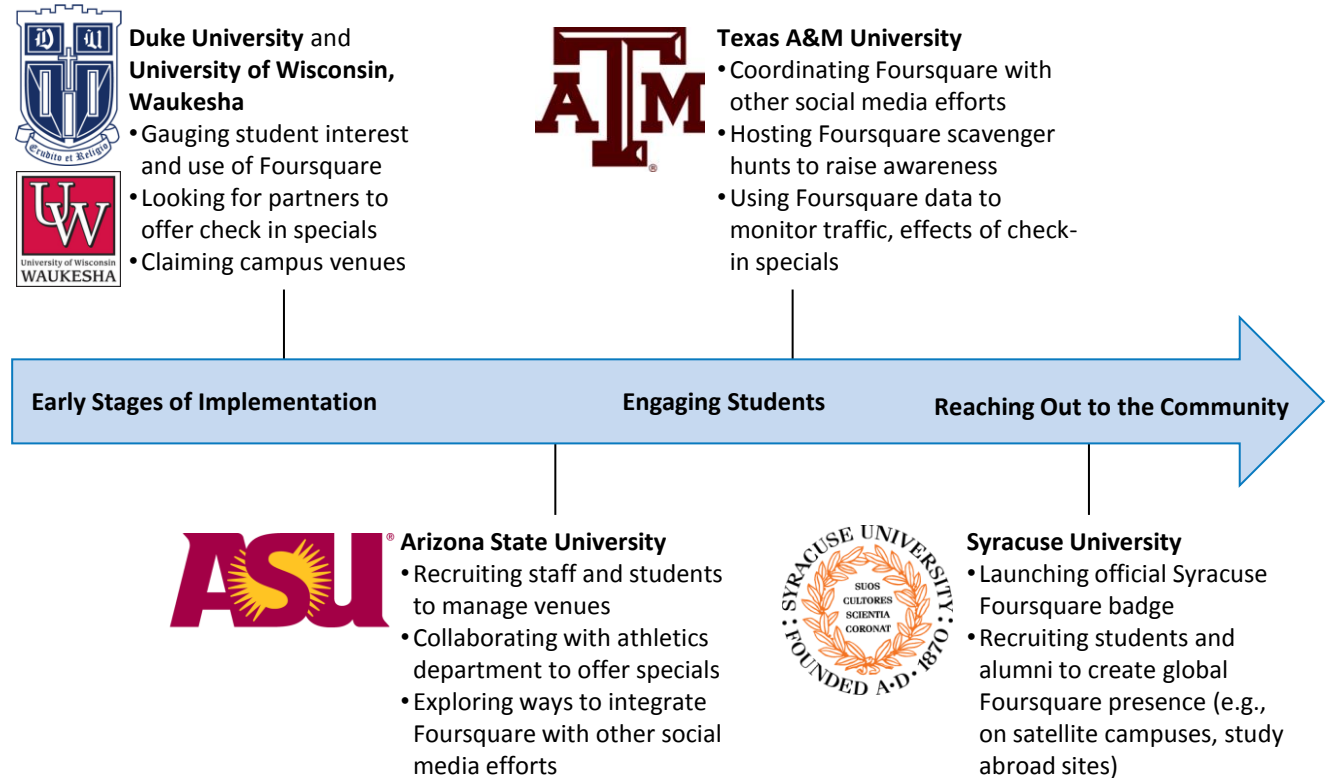 Duke University and
University of Wisconsin,
Waukesha
•Gauging student interest
and use of Foursquare
•Looking for partners to
offer check in specials
•Claiming campus venues
D U
Erudito et Religio
UW
University of Wisconsin
WAUKESHA
ATM
®
Texas A&M University
•Coordinating Foursquare with
other social media efforts
•Hosting Foursquare scavenger
hunts to raise awareness
•Using Foursquare data to
monitor traffic, effects of check-
in specials
Early Stages of Implementation
Engaging Students
Reaching Out to the Community
ASU
®
Arizona State University
•Recruiting staff and students
to manage venues
•Collaborating with athletics
department to offer specials
•Exploring ways to integrate
Foursquare with other social
media efforts
SYRACUSE UNIVERSITY
FOUNDED A·D· 1870
SUOS
CULTORES
SCIENTIA
CORONAT
Syracuse University
•Launching official Syracuse
Foursquare badge
•Recruiting students and
alumni to create global
Foursquare presence (e.g.,
on satellite campuses, study
abroad sites)